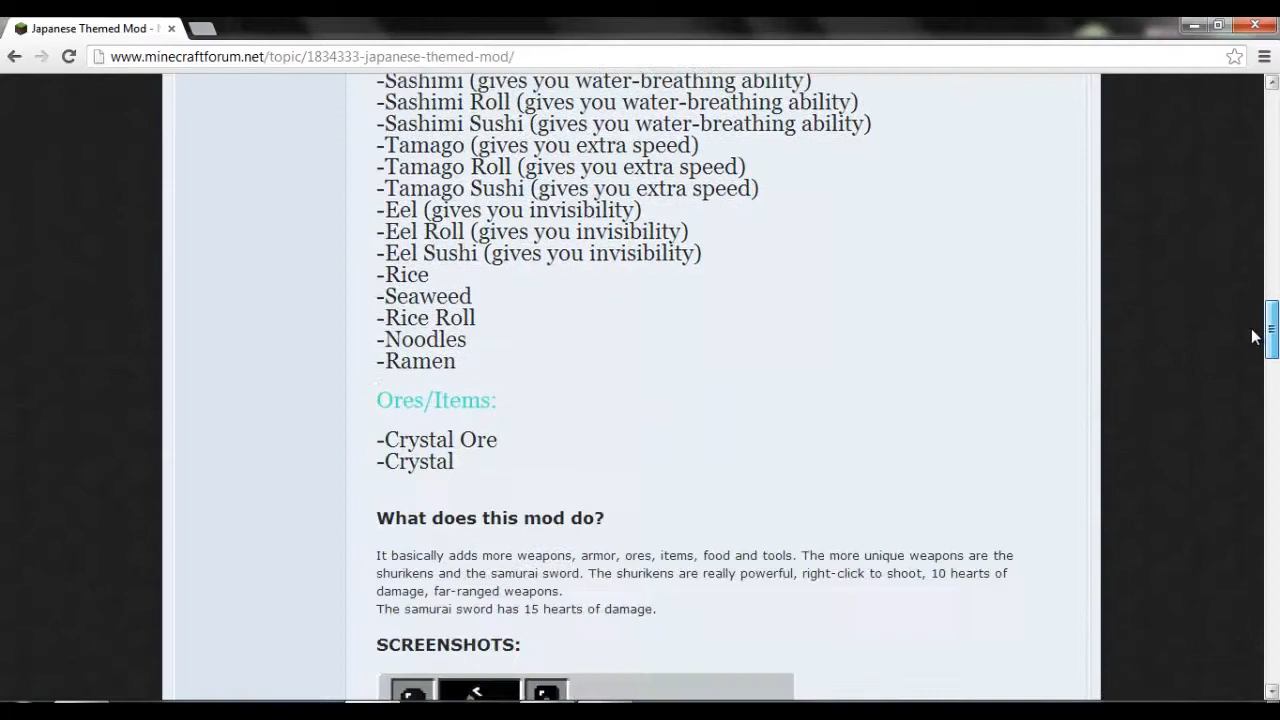 Japanese Themed Mod -
www.minecraftforum.net/topic/1834333-japanese-themed-mod/
-Sashimi (gives you water-breathing ability)
-Sashimi Roll (gives you water-breathing ability)
-Sashimi Sushi (gives you water-breathing ability)
-Tamago (gives you extra speed)
-Tamago Roll (gives you extra speed)
-Tamago Sushi (gives you extra speed)
-Eel (gives you invisibility)
-Eel Roll (gives you invisibility)
-Eel Sushi (gives you invisibility)
-Rice
-Seaweed
-Rice Roll
-Noodles
-Ramen
Ores/Items:
-Crystal Ore
-Crystal
What does this mod do?
It basically adds more weapons, armor, ores, items, food and tools. The more unique weapons are the
shurikens and the samurai sword. The shurikens are really powerful, right-click to shoot, 10 hearts of
damage, far-ranged weapons.
The samurai sword has 15 hearts of damage.
SCREENSHOTS: